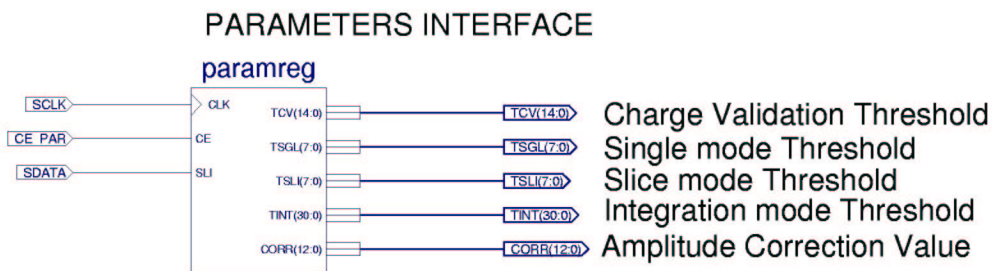 PARAMETERS INTERFACE
paramreg
SCLK CLK TCV(14:0) TCV(14:0) Charge Validation Threshold
CE PAR CE TSGL(7:0) TSGL(7:0) Single mode Threshold
SDATA SLI TSLI(7:0) TSLI(7:0) Slice mode Threshold
TINT(30:0) TINT(30:0) Integration mode Threshold
CORR(12:0) CORR(12:0) Amplitude Correction Value